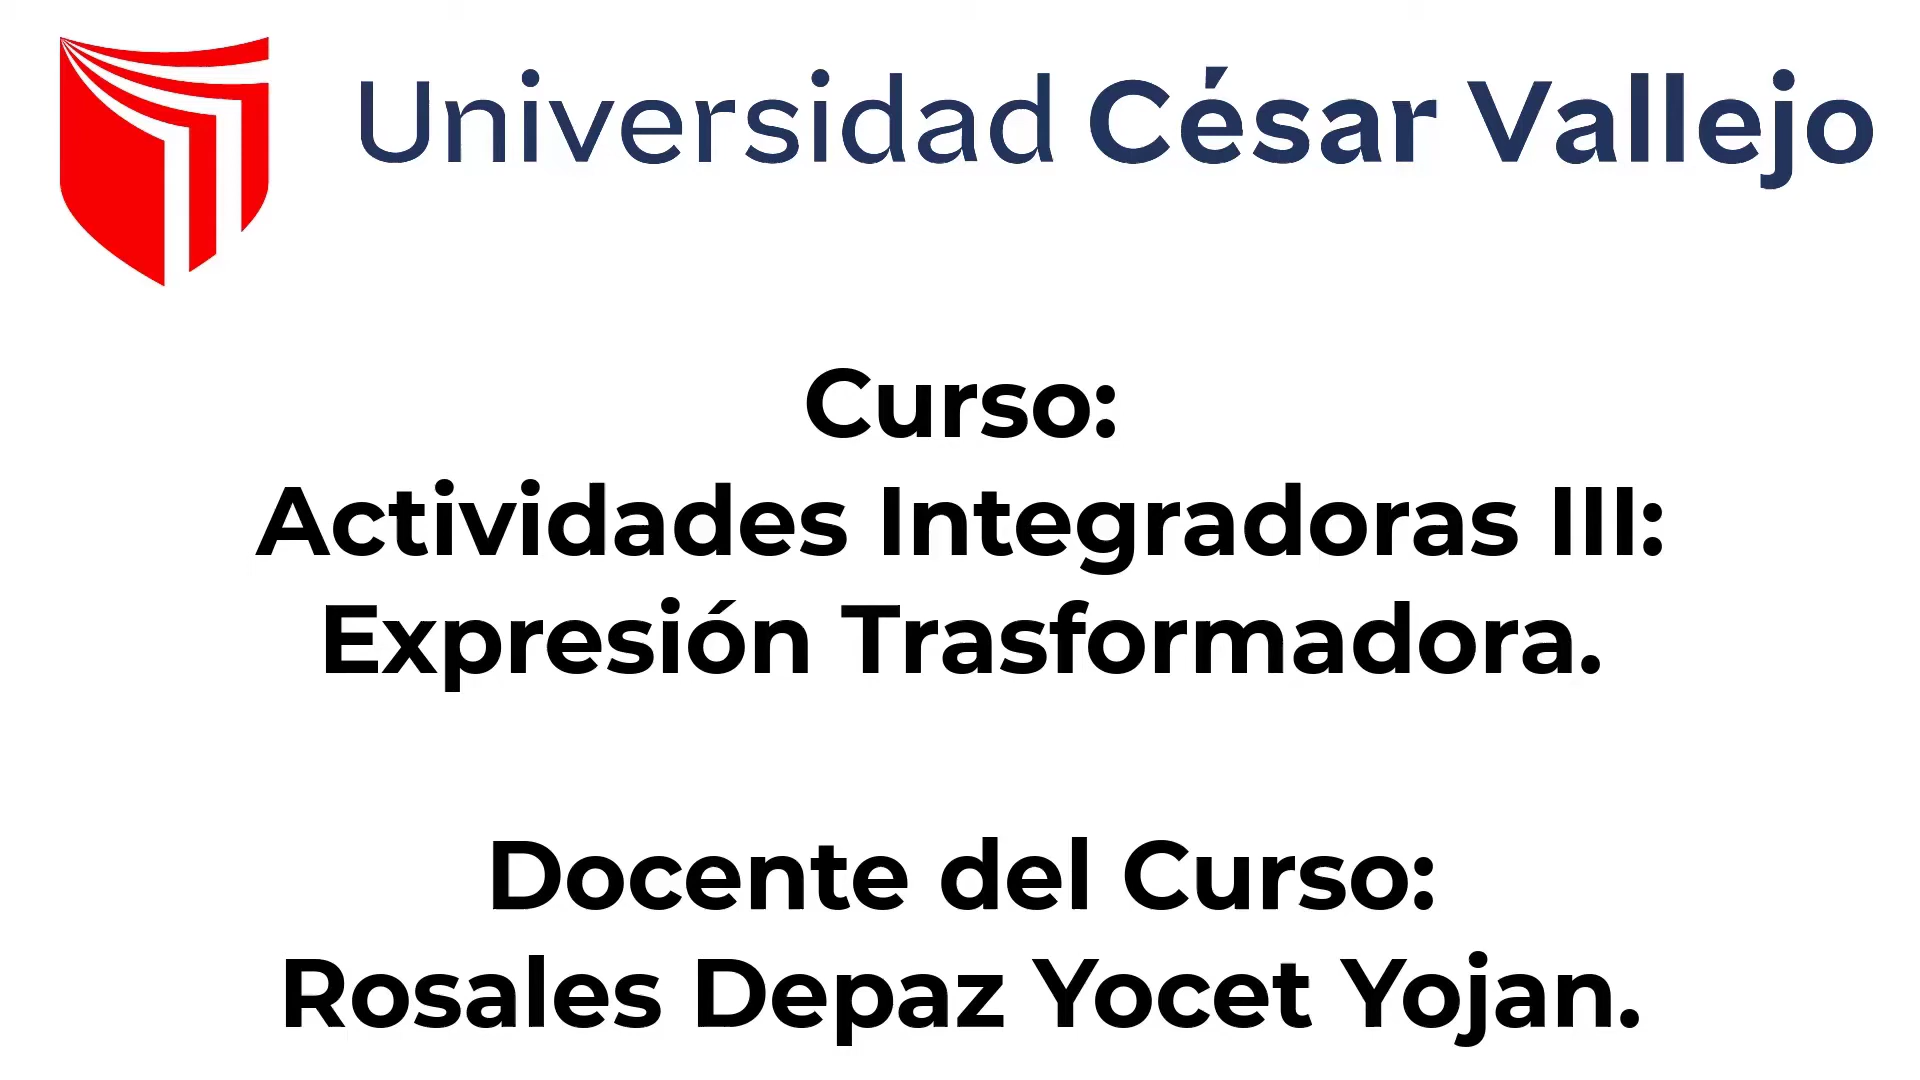 Universidad César Vallejo
Curso:
Actividades Integradoras III:
Expresión Trasformadora.
Docente del Curso:
Rosales Depaz Yocet Yojan.